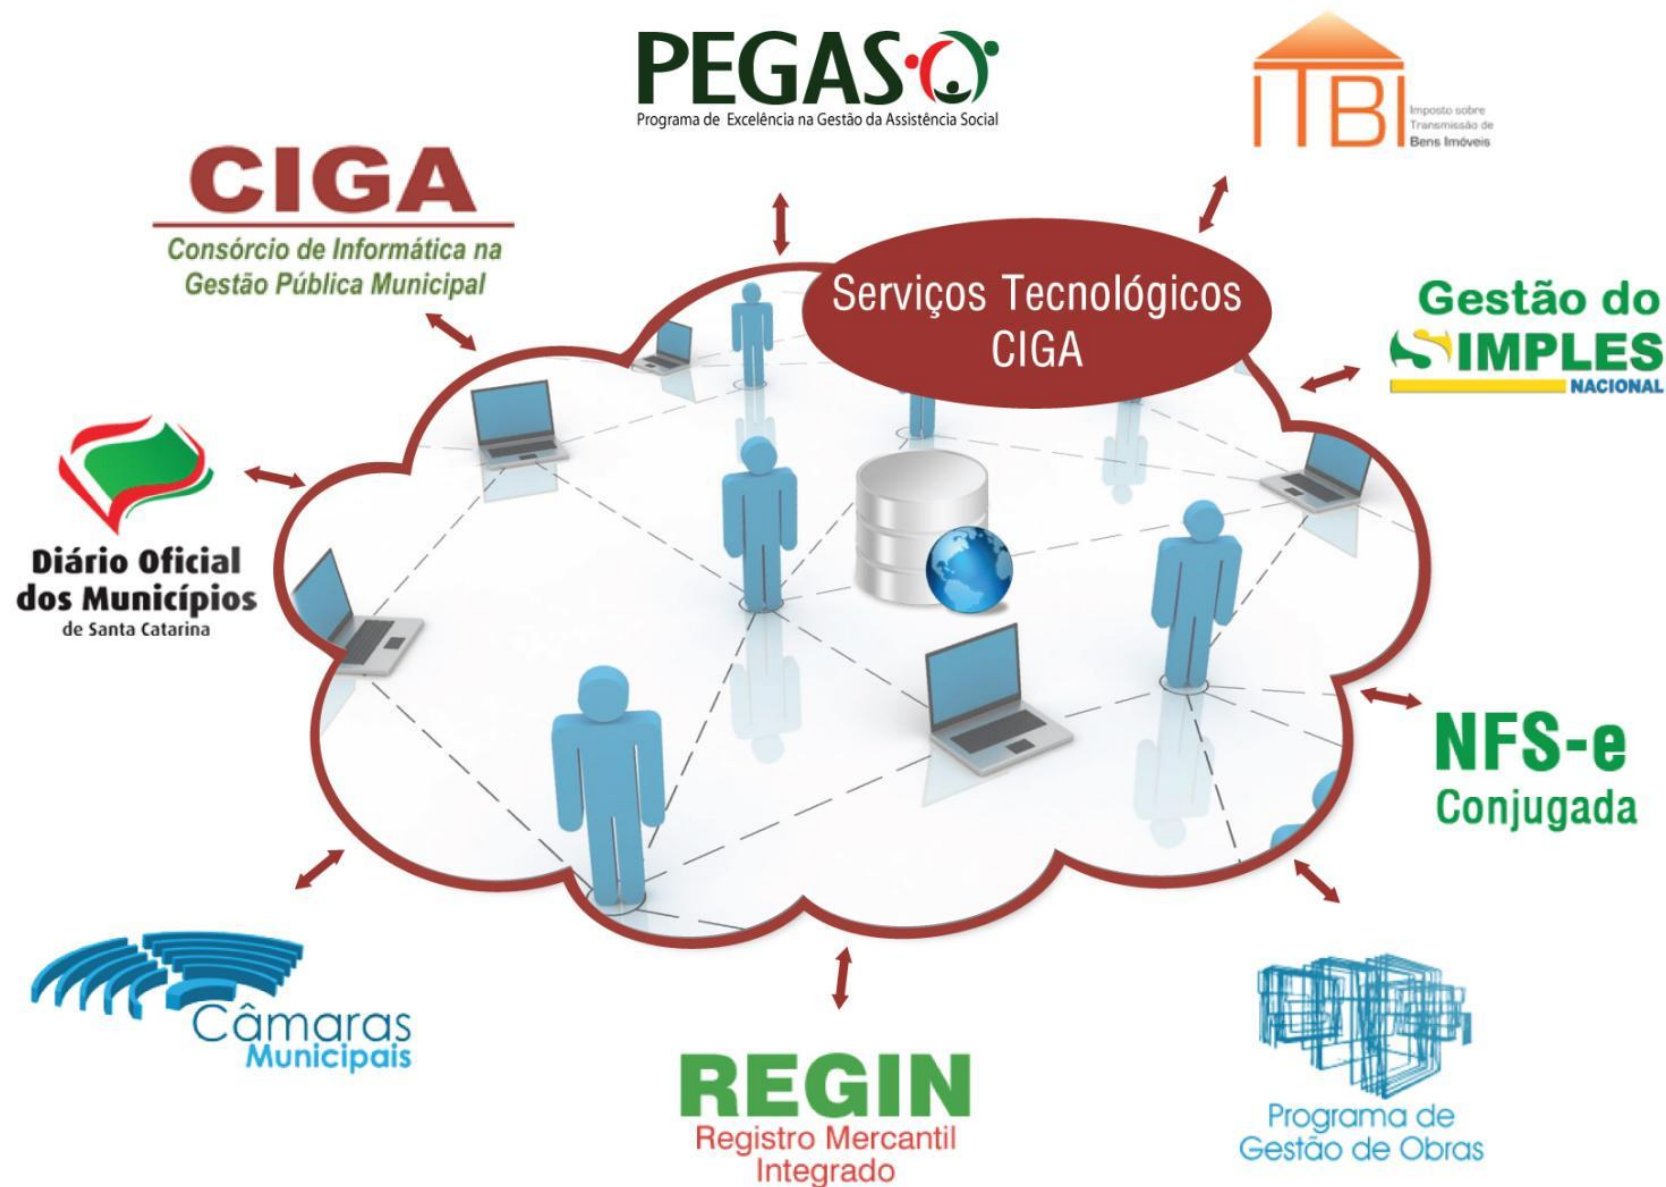 PEGASO
Programa de Excelência na Gestão da Assistência Social
ITBI
Imposto sobre
Transmissão de
Bens Imóveis
CIGA
Consórcio de Informática na
Gestão Pública Municipal
Serviços Tecnológicos
CIGA
Gestão do
SIMPLES
NACIONAL
Diário Oficial
dos Municípios
de Santa Catarina
NFS-e
Conjugada
Câmaras
Municipais
REGIN
Registro Mercantil
Integrado
Programa de
Gestão de Obras